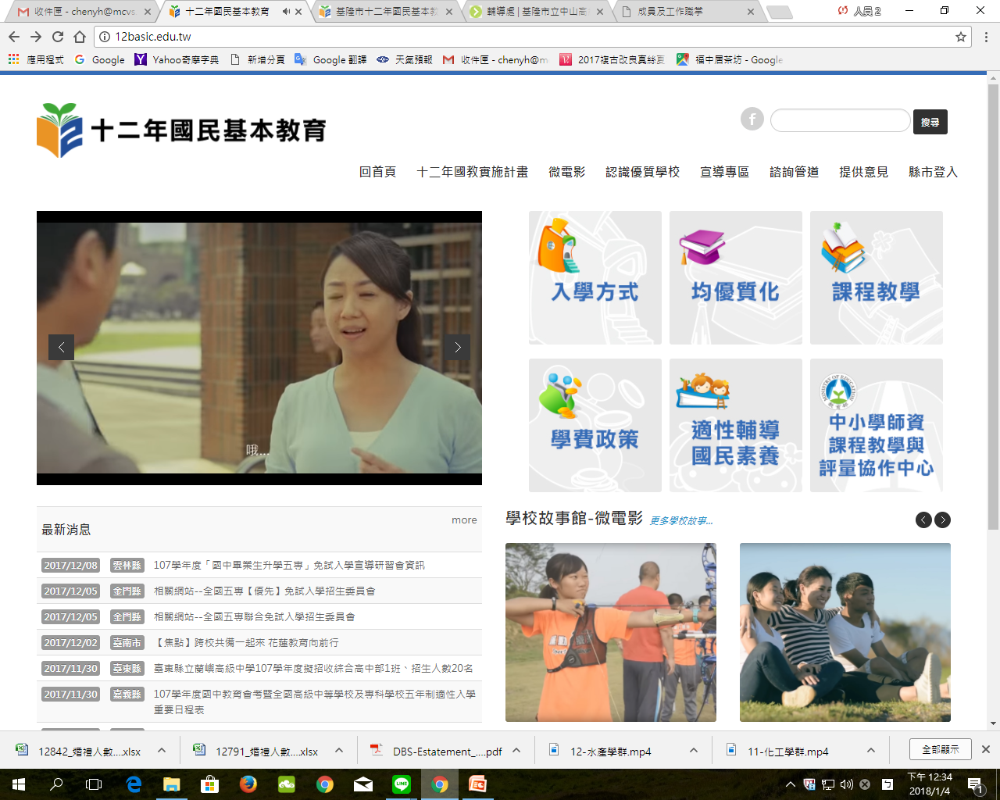 收件匣 - chenyh@mcvs
十二年國民基本教育
基隆市十二年國民基本教
輔導處 | 基隆市立中山高
成員及工作職掌
人員 2
12basic.edu.tw
應用程式
Google
Yahoo奇摩字典
新增分頁
Google 翻譯
天氣預報
收件匣 - chenyh@m
2017復古改良真絲夏
福中居茶坊 - Google
十二年國民基本教育
搜尋
回首頁
十二年國教實施計畫
微電影
認識優質學校
宣導專區
諮詢管道
提供意見
縣市登入
哦...
入學方式
均優質化
課程教學
學費政策
適性輔導
國民素養
MINISTRY OF EDUCATION
中小學師資
課程教學與
評量協作中心
最新消息
more
2017/12/08 雲林縣 107學年度「國中畢業生升學五專」免試入學宣導研習會資訊
2017/12/05 金門縣 相關網站--全國五專【優先】免試入學招生委員會
2017/12/05 金門縣 相關網站--全國五專聯合免試入學招生委員會
2017/12/02 臺南市 【焦點】跨校共備一起來 花蓮教育向前行
2017/11/30 臺東縣 臺東縣立蘭嶼高級中學107學年度擬招收綜合高中部1班、招生人數20名
2017/11/30 嘉義縣 107學年度國中教育會考暨全國高級中等學校及專科學校五年制適性入學
重要日程表
學校故事館-微電影 更多學校故事...
12842_婚禮人數....xlsx
12791_婚禮人數....xlsx
DBS-Estatement_....pdf
12-水產學群.mp4
11-化工學群.mp4
全部顯示
下午 12:34
2018/1/4